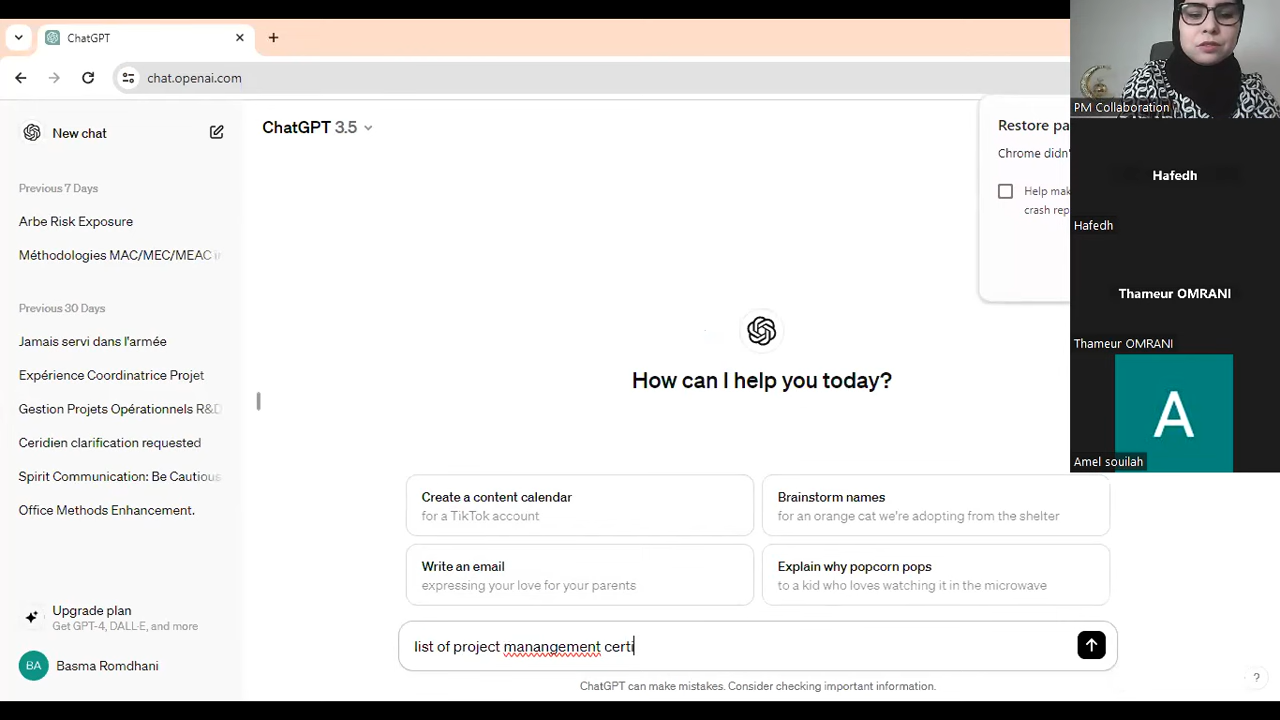 ChatGPT
chat.openai.com
New chat
ChatGPT 3.5
Previous 7 Days
Arbe Risk Exposure
Méthodologies MAC/MEC/MEAC i
Previous 30 Days
Jamais servi dans l'armée
Expérience Coordinatrice Projet
Gestion Projets Opérationnels R&D
Ceridien clarification requested
Spirit Communication: Be Cautious
Office Methods Enhancement.
Upgrade plan
Get GPT-4, DALL·E, and more
BA
Basma Romdhani
Restore pa
Chrome didn'
Help mak
crash rep
How can I help you today?
Create a content calendar
for a TikTok account
Brainstorm names
for an orange cat we're adopting from the shelter
Write an email
expressing your love for your parents
Explain why popcorn pops
to a kid who loves watching it in the microwave
list of project manangement certi
ChatGPT can make mistakes. Consider checking important information.
?
PM Collaboration
Hafedh
Hafedh
Thameur OMRANI
Thameur OMRANI
A
Amel souilah